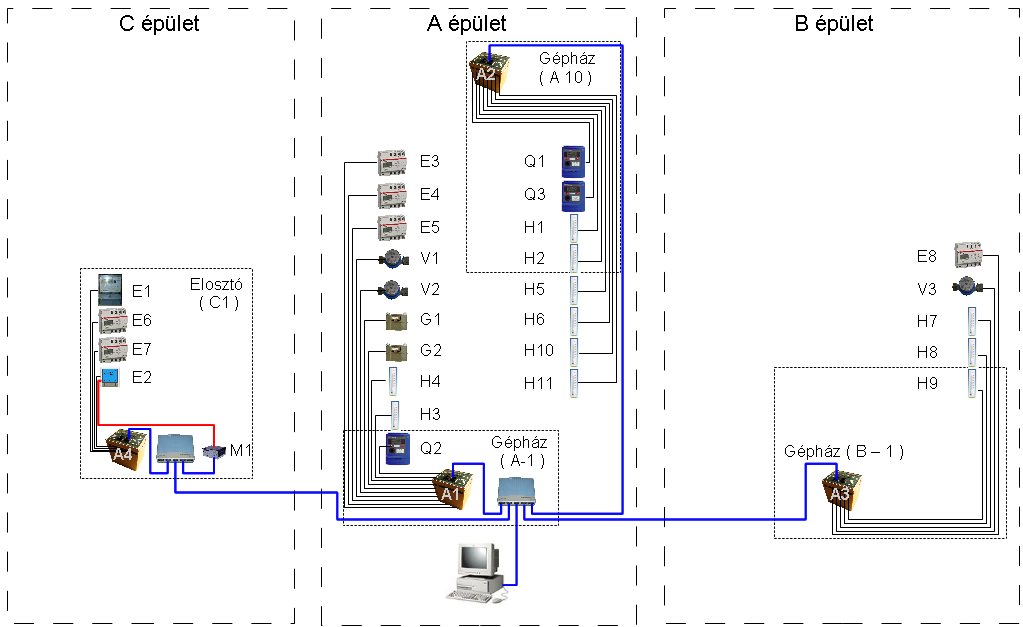 C épület
A épület
B épület
Gépház
( A 10 )
A2
E3
E4
E5
V1
V2
G1
G2
H4
H3
Q2
Q1
Q3
H1
H2
H5
H6
H10
H11
Gépház
( A-1 )
A1
Elosztó
( C1 )
E1
E6
E7
E2
A4
M1
E8
V3
H7
H8
H9
Gépház ( B – 1 )
A3